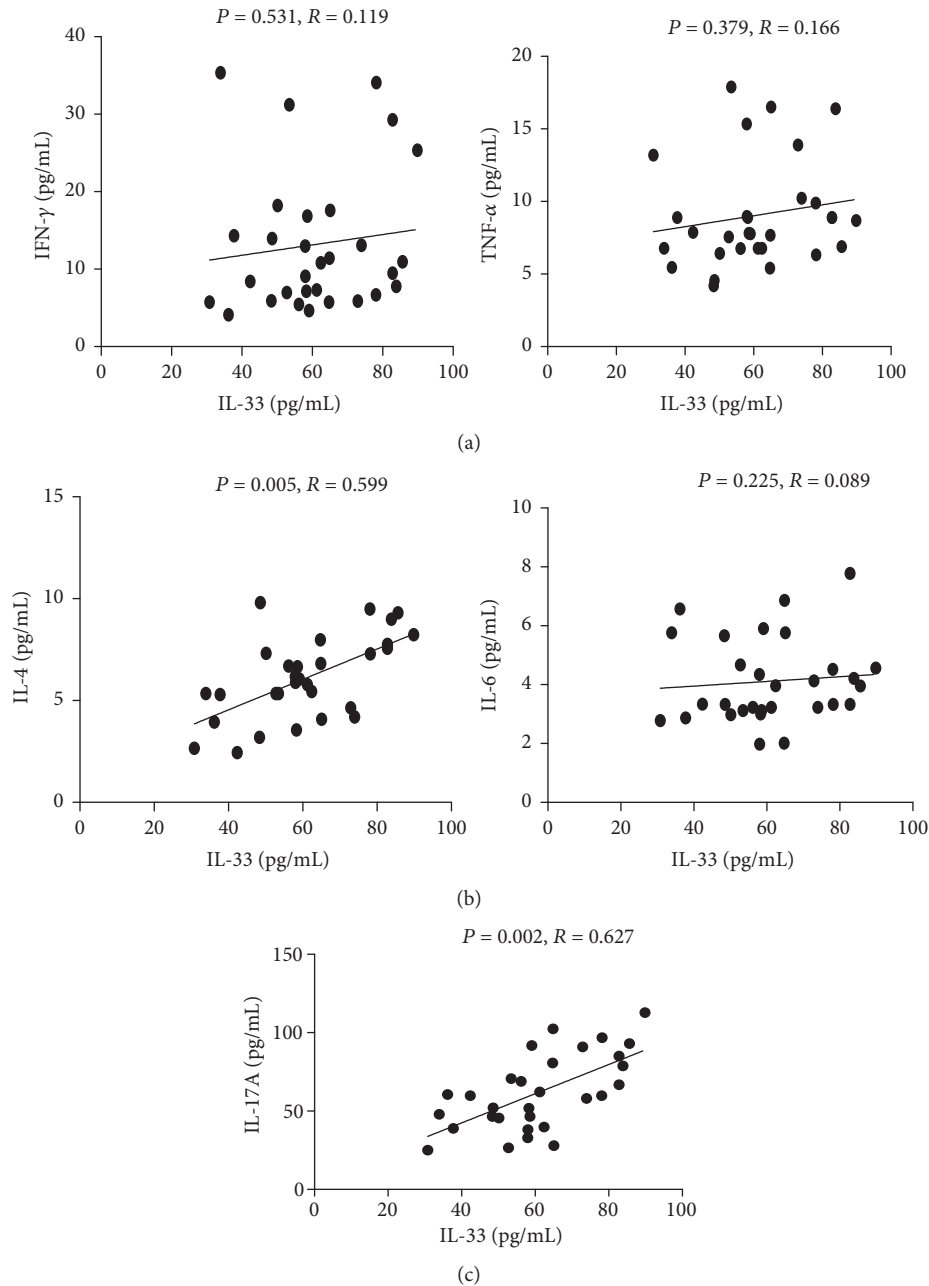 P = 0.531, R = 0.119
40
30
20
10
0
IFN-γ (pg/mL)
0 20 40 60 80 100
IL-33 (pg/mL)
P = 0.379, R = 0.166
20
15
10
5
0
TNF-α (pg/mL)
0 20 40 60 80 100
IL-33 (pg/mL)
(a)
P = 0.005, R = 0.599
15
10
5
0
IL-4 (pg/mL)
0 20 40 60 80 100
IL-33 (pg/mL)
P = 0.225, R = 0.089
10
8
6
4
2
0
IL-6 (pg/mL)
0 20 40 60 80 100
IL-33 (pg/mL)
(b)
P = 0.002, R = 0.627
150
100
50
0
IL-17A (pg/mL)
0 20 40 60 80 100
IL-33 (pg/mL)
(c)